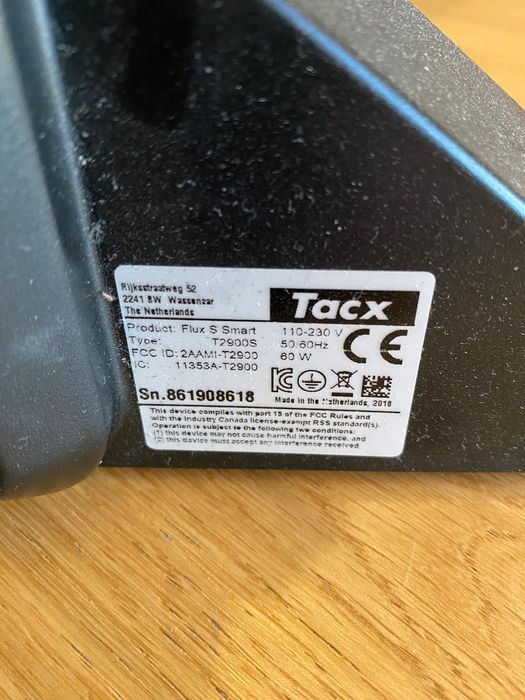 Rijksstraatweg 52
2241 BW Wassenaar
The Netherlands
Tacx
Product: Flux S Smart 110-230 V
Type: T2900S 50/60Hz
FCC ID: 2AAMI-T2900 60 W
IC: 11353A-T2900
CE
Sn.861908618
Made in the Netherlands, 2018
This device complies with part 15 of the FCC Rules and
with the Industry Canada license-exempt RSS standard(s).
Operation is subject to the following two conditions:
(1) this device may not cause harmful interference, and
(2) this device must accept any interference received